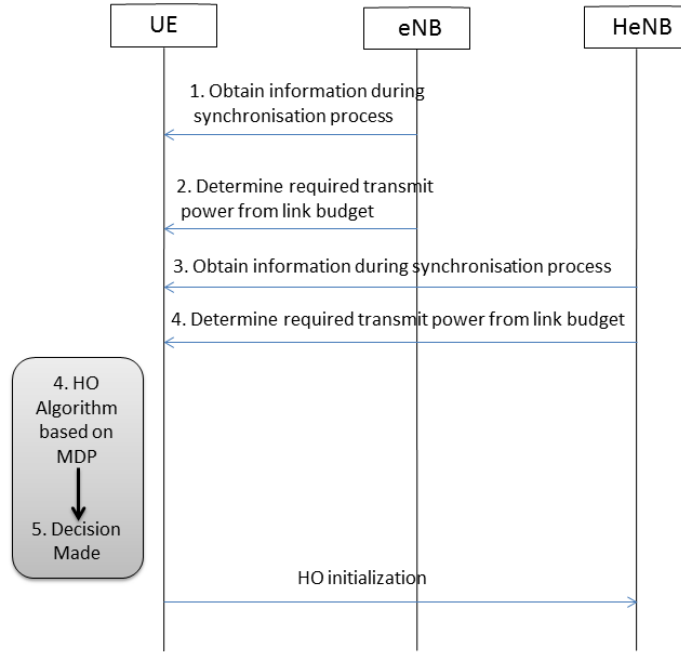 UE
eNB
HeNB
1. Obtain information during
synchronisation process
2. Determine required transmit
power from link budget
3. Obtain information during synchronisation process
4. Determine required transmit power from link budget
4. HO
Algorithm
based on
MDP
5. Decision
Made
HO initialization